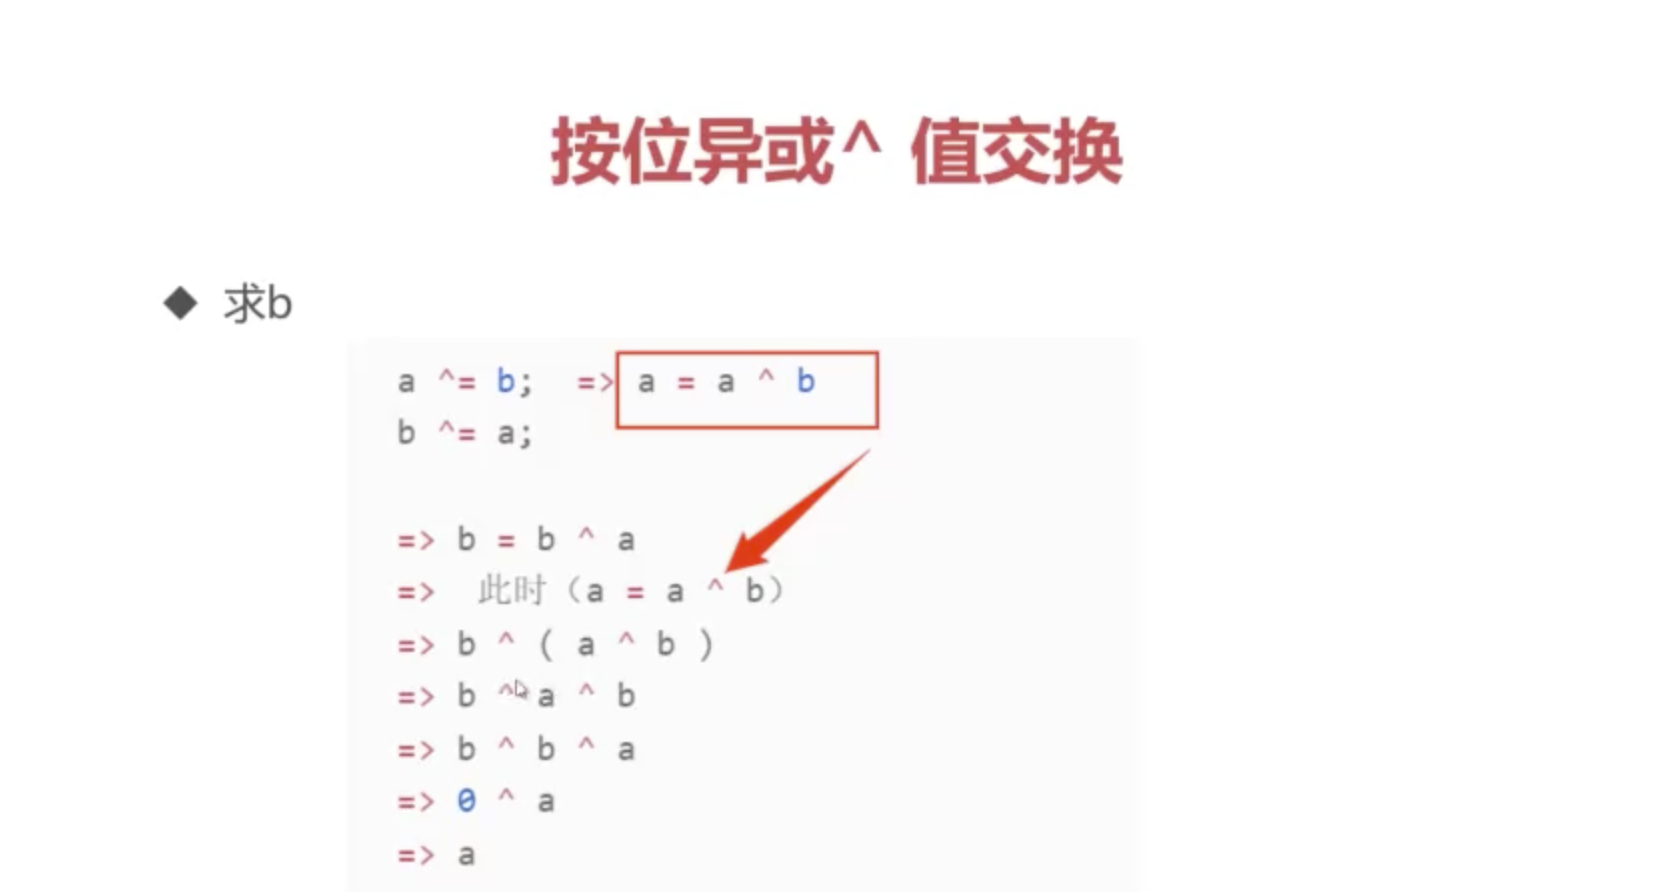 按位异或^ 值交换
◆ 求b
a ^= b; => a = a ^ b
b ^= a;
=> b = b ^ a
=> 此时（a = a ^ b）
=> b ^ ( a ^ b )
=> b ^ a ^ b
=> b ^ b ^ a
=> 0 ^ a
=> a